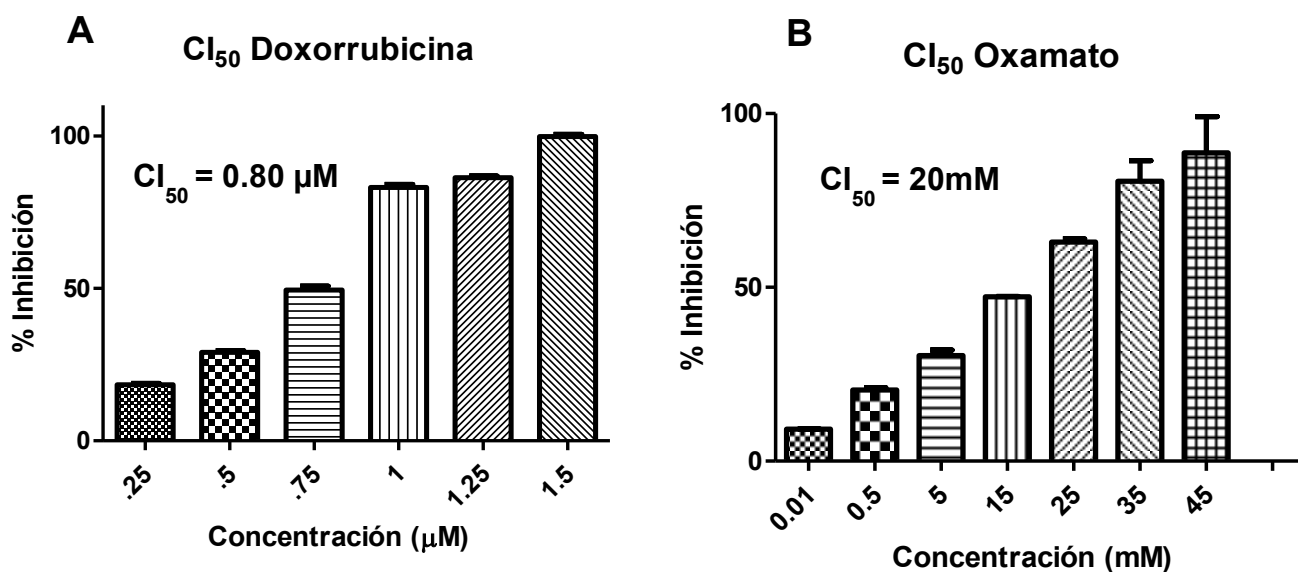 A
CI50 Doxorrubicina
100
50
0
CI50 = 0.80 µM
% Inhibición
.25
.5
.75
1
1.25
1.5
Concentración (µM)
B
CI50 Oxamato
100
50
0
CI50 = 20mM
% Inhibición
0.01
0.5
5
15
25
35
45
Concentración (mM)